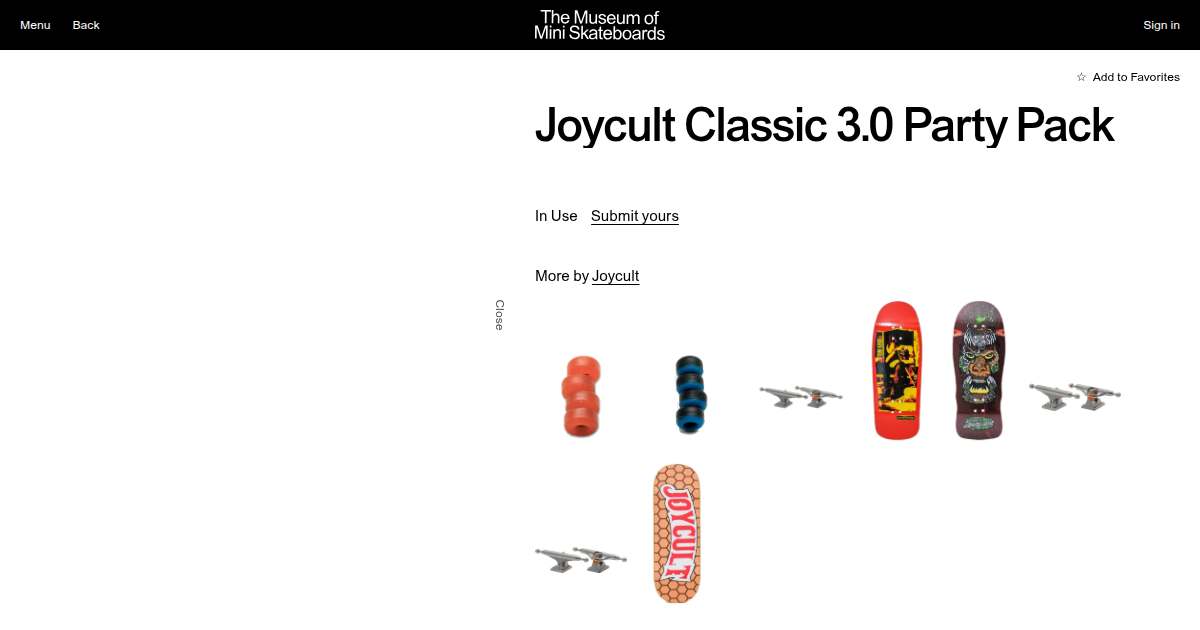 Menu
Back
The Museum of
Mini Skateboards
Sign in
☆ Add to Favorites
Joycult Classic 3.0 Party Pack
In Use
Submit yours
More by Joycult
Close
JOYCULT